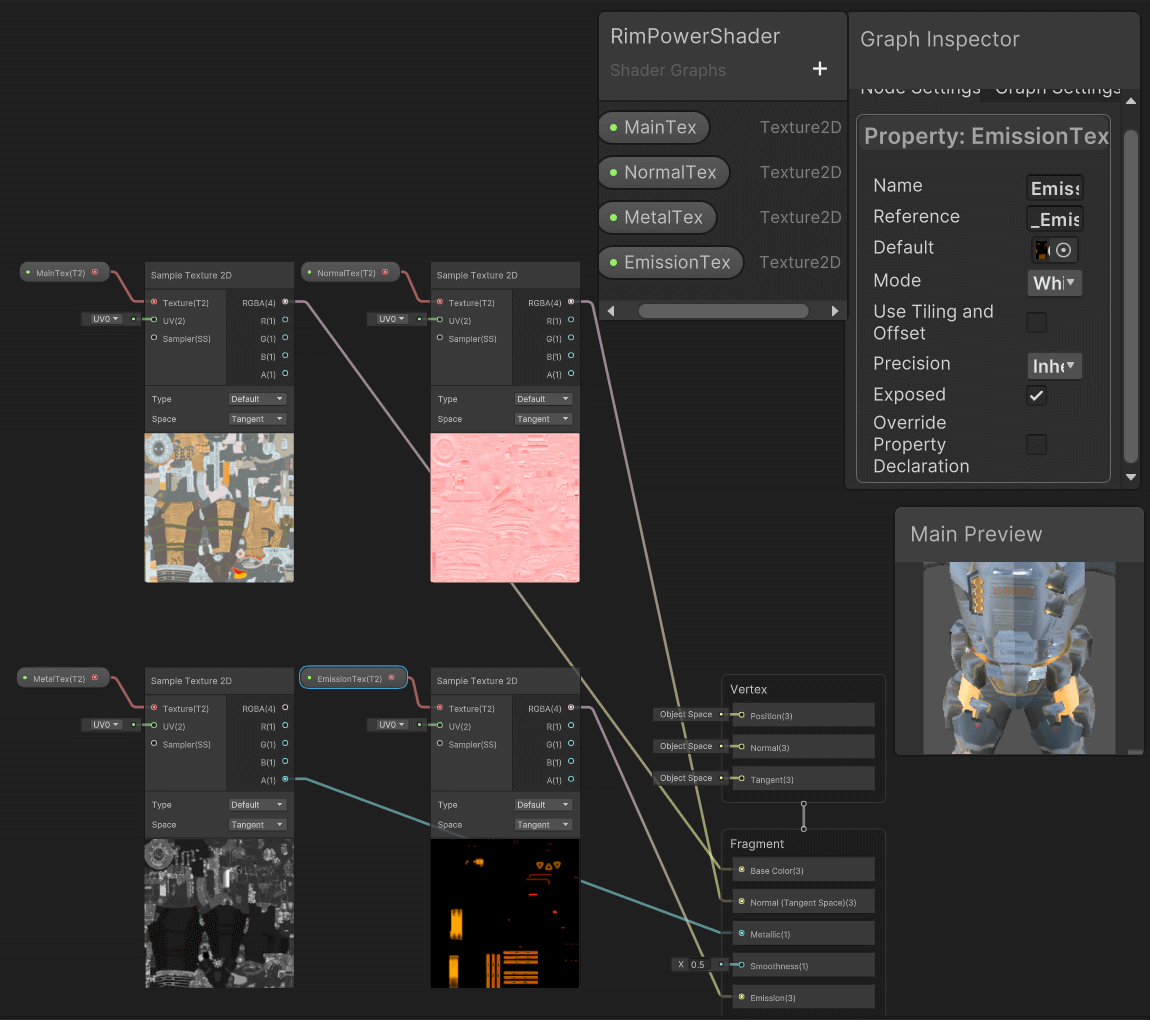 RimPowerShader
Shader Graphs
+
MainTex Texture2D
NormalTex Texture2D
MetalTex Texture2D
EmissionTex Texture2D
Graph Inspector
Node Settings Graph Settings
Property: EmissionTex
Name Emis
Reference _Emis
Default
Mode Whi
Use Tiling and
Offset
Precision Inhe
Exposed
Override
Property
Declaration
Main Preview
MainTex(T2)
Sample Texture 2D
Texture(T2) RGBA(4)
UV0 UV(2) R(1)
Sampler(SS) G(1)
B(1)
A(1)
Type Default
Space Tangent
NormalTex(T2)
Sample Texture 2D
Texture(T2) RGBA(4)
UV0 UV(2) R(1)
Sampler(SS) G(1)
B(1)
A(1)
Type Default
Space Tangent
MetalTex(T2)
Sample Texture 2D
Texture(T2) RGBA(4)
UV0 UV(2) R(1)
Sampler(SS) G(1)
B(1)
A(1)
Type Default
Space Tangent
EmissionTex(T2)
Sample Texture 2D
Texture(T2) RGBA(4)
UV0 UV(2) R(1)
Sampler(SS) G(1)
B(1)
A(1)
Type Default
Space Tangent
Vertex
Object Space Position(3)
Object Space Normal(3)
Object Space Tangent(3)
Fragment
Base Color(3)
Normal (Tangent Space)(3)
Metallic(1)
X 0.5 Smoothness(1)
Emission(3)